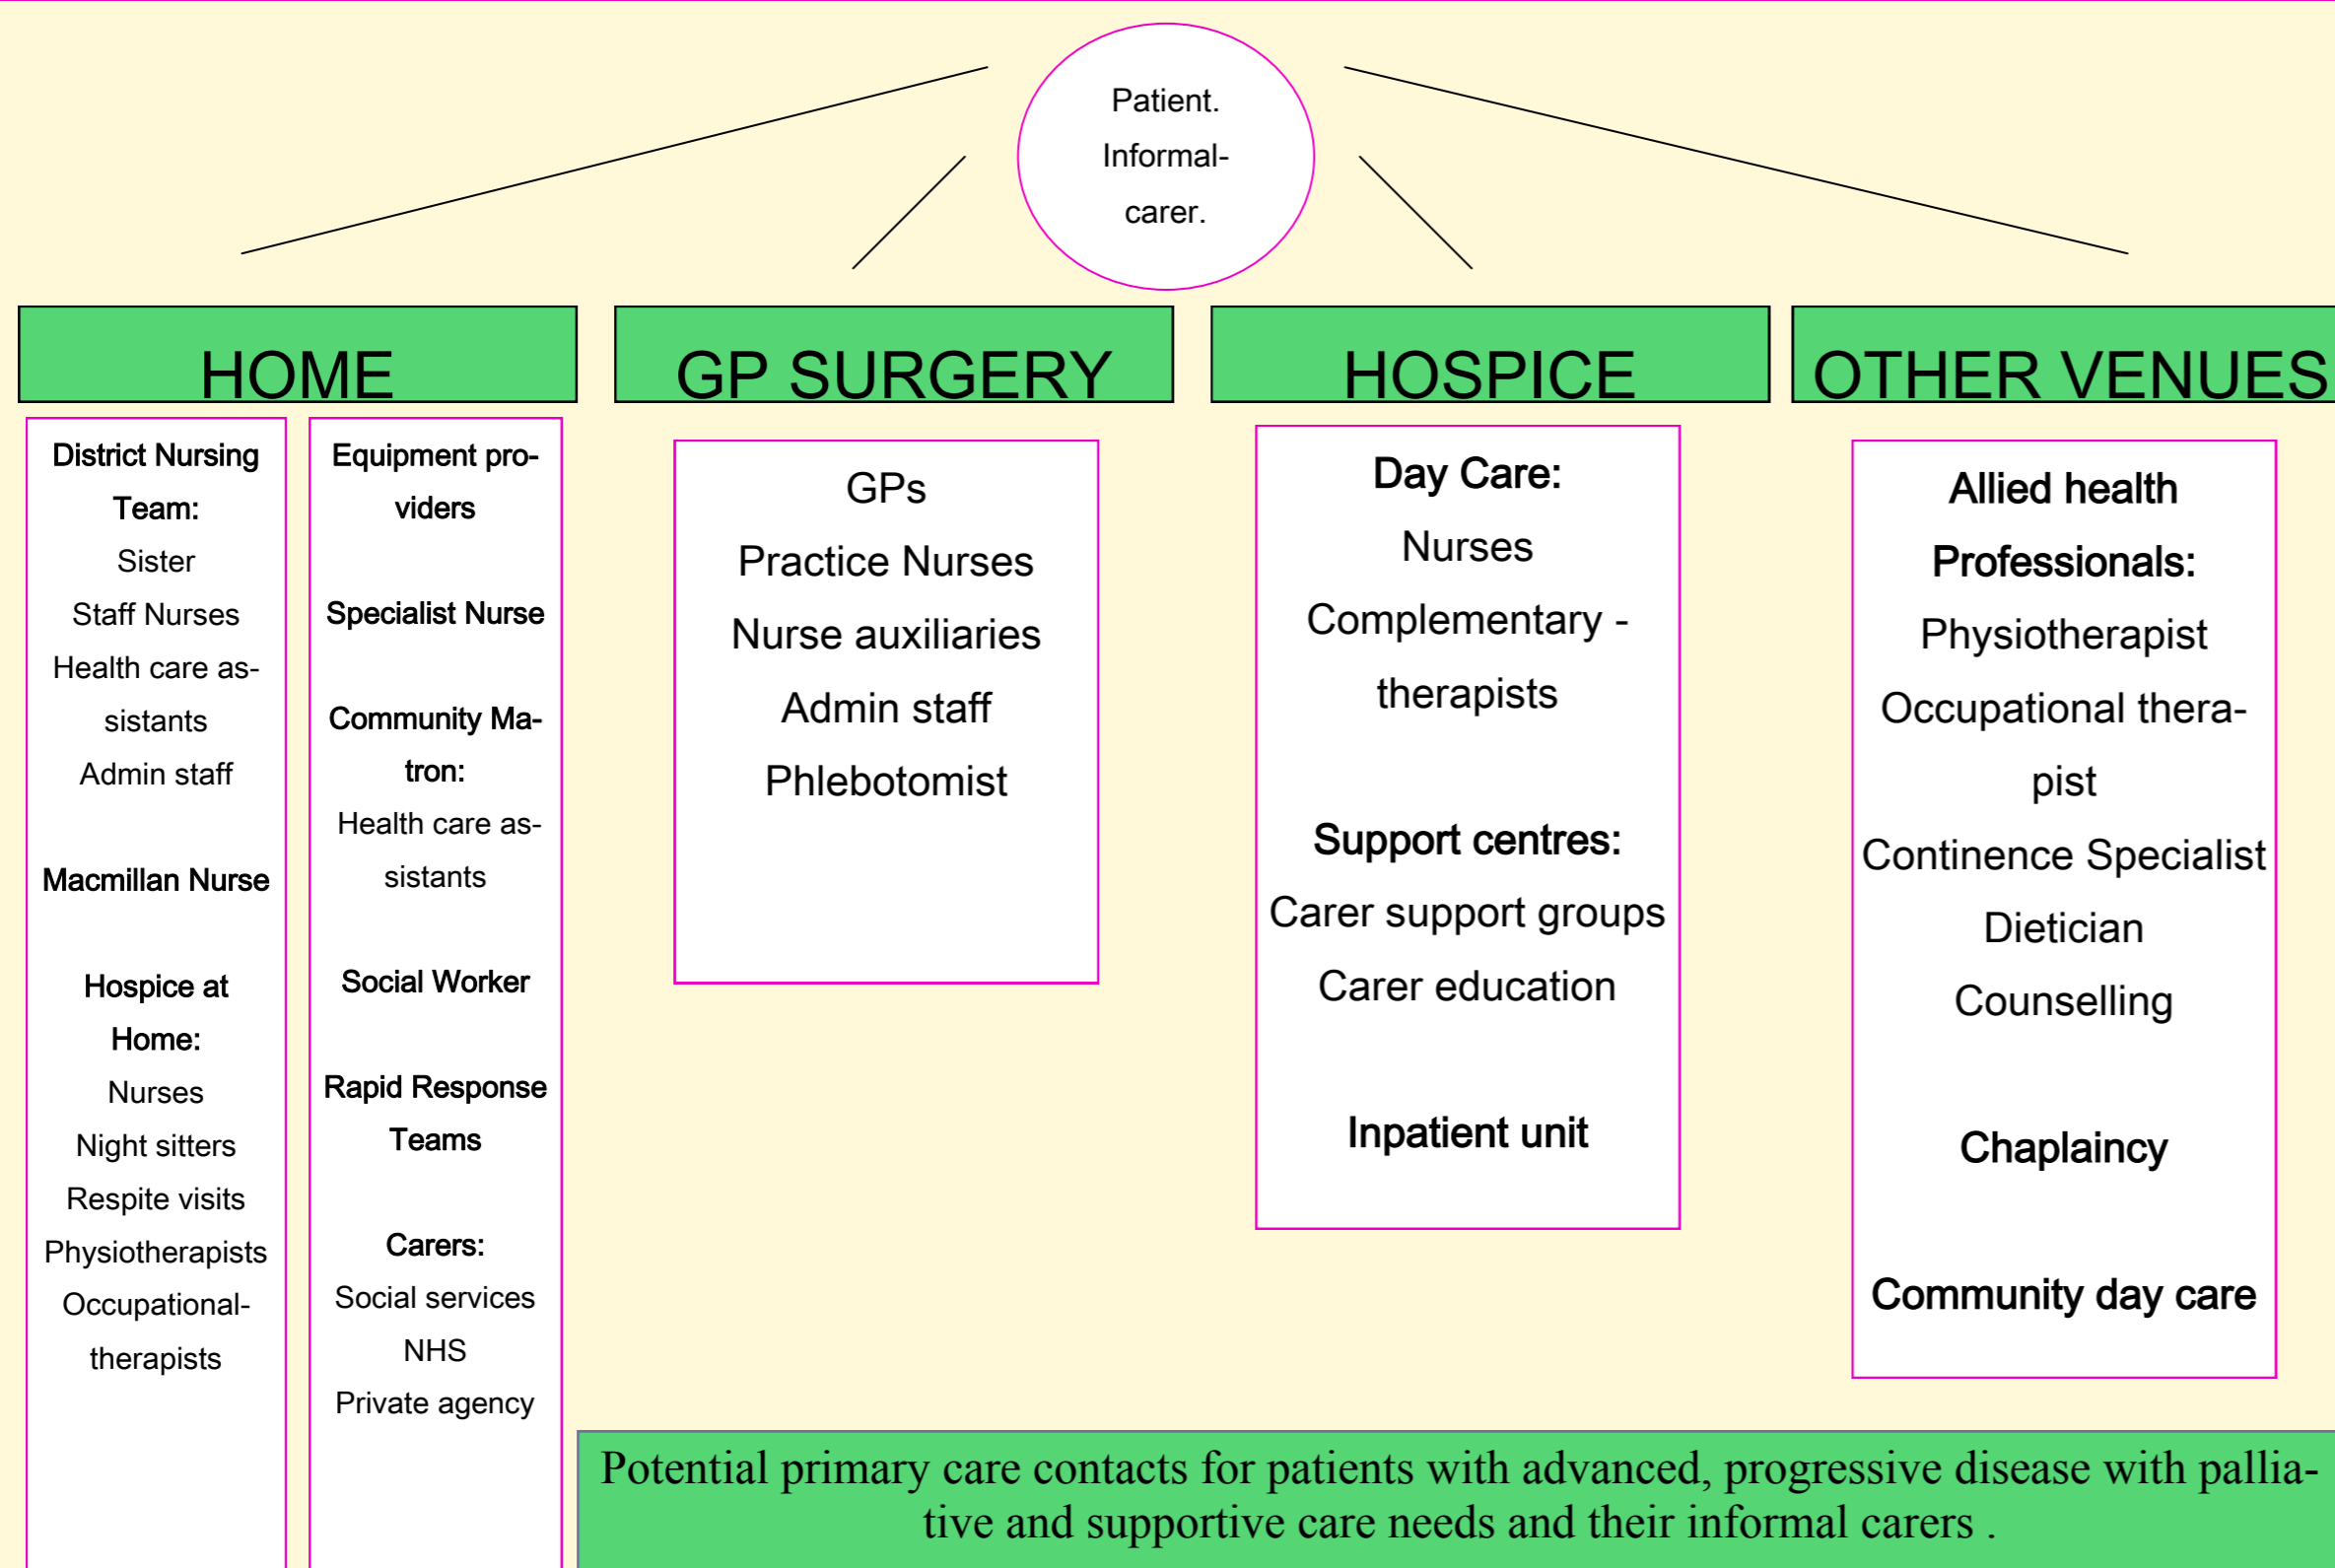 Patient.
Informal-
carer.
HOME
GP SURGERY
HOSPICE
OTHER VENUES
District Nursing
Team:
Sister
Staff Nurses
Health care as-
sistants
Admin staff
Macmillan Nurse
Hospice at
Home:
Nurses
Night sitters
Respite visits
Physiotherapists
Occupational-
therapists
Equipment pro-
viders
Specialist Nurse
Community Ma-
tron:
Health care as-
sistants
Social Worker
Rapid Response
Teams
Carers:
Social services
NHS
Private agency
GPs
Practice Nurses
Nurse auxiliaries
Admin staff
Phlebotomist
Day Care:
Nurses
Complementary -
therapists
Support centres:
Carer support groups
Carer education
Inpatient unit
Allied health
Professionals:
Physiotherapist
Occupational thera-
pist
Continence Specialist
Dietician
Counselling
Chaplaincy
Community day care
Potential primary care contacts for patients with advanced, progressive disease with pallia-
tive and supportive care needs and their informal carers .